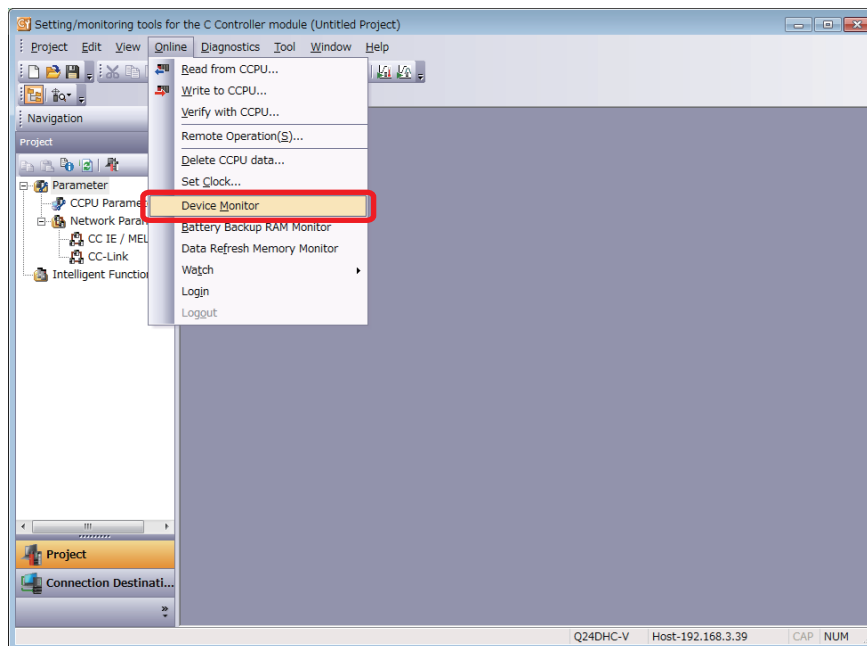 Setting/monitoring tools for the C Controller module (Untitled Project)
Project Edit View Online Diagnostics Tool Window Help
Read from CCPU...
Write to CCPU...
Verify with CCPU...
Remote Operation(S)...
Delete CCPU data...
Set Clock...
Device Monitor
Battery Backup RAM Monitor
Data Refresh Memory Monitor
Watch
Login
Logout
Navigation
Project
Parameter
CCPU Paramet
Network Param
CC IE / MEL
CC-Link
Intelligent Function
Project
Connection Destinati...
Q24DHC-V Host-192.168.3.39 CAP NUM